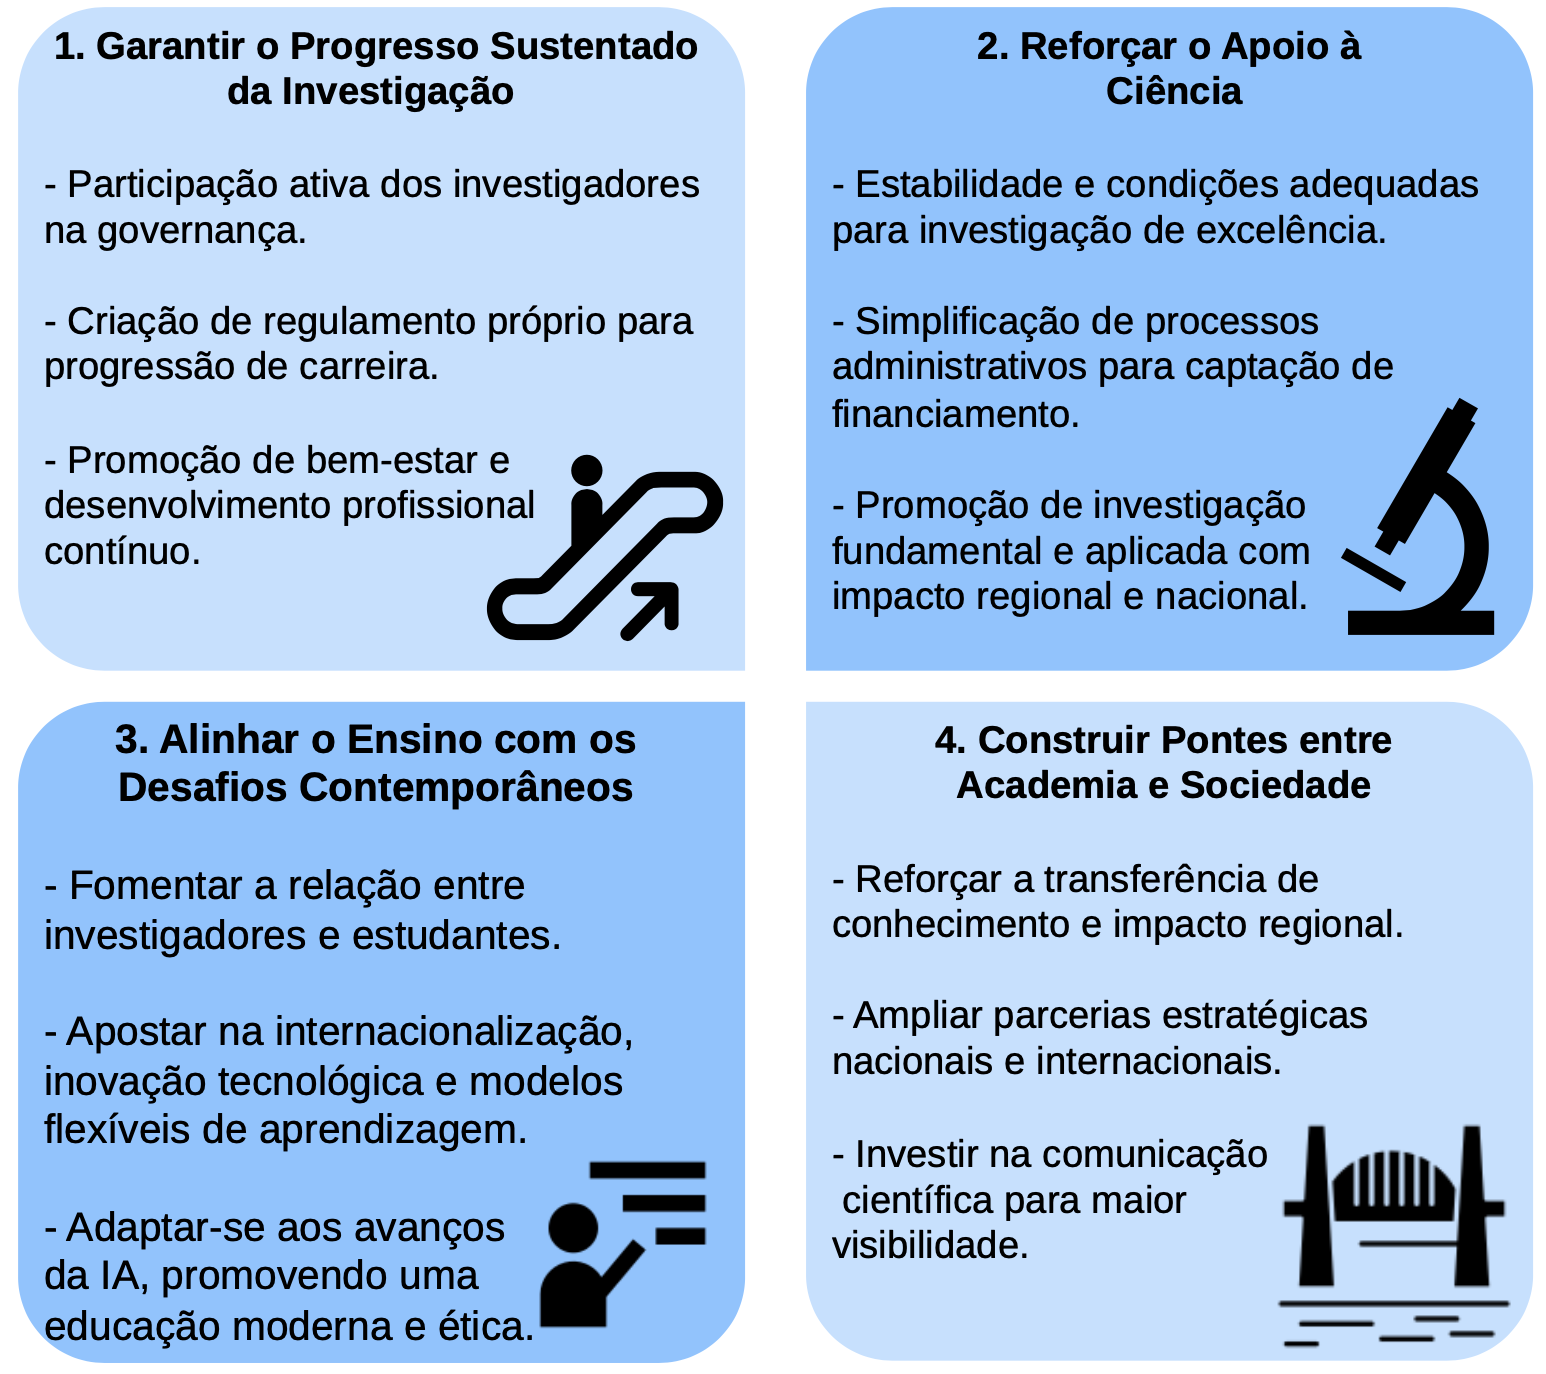 1. Garantir o Progresso Sustentado
da Investigação
- Participação ativa dos investigadores
na governança.
- Criação de regulamento próprio para
progressão de carreira.
- Promoção de bem-estar e
desenvolvimento profissional
contínuo.
2. Reforçar o Apoio à
Ciência
- Estabilidade e condições adequadas
para investigação de excelência.
- Simplificação de processos
administrativos para captação de
financiamento.
- Promoção de investigação
fundamental e aplicada com
impacto regional e nacional.
3. Alinhar o Ensino com os
Desafios Contemporâneos
- Fomentar a relação entre
investigadores e estudantes.
- Apostar na internacionalização,
inovação tecnológica e modelos
flexíveis de aprendizagem.
- Adaptar-se aos avanços
da IA, promovendo uma
educação moderna e ética.
4. Construir Pontes entre
Academia e Sociedade
- Reforçar a transferência de
conhecimento e impacto regional.
- Ampliar parcerias estratégicas
nacionais e internacionais.
- Investir na comunicação
científica para maior
visibilidade.